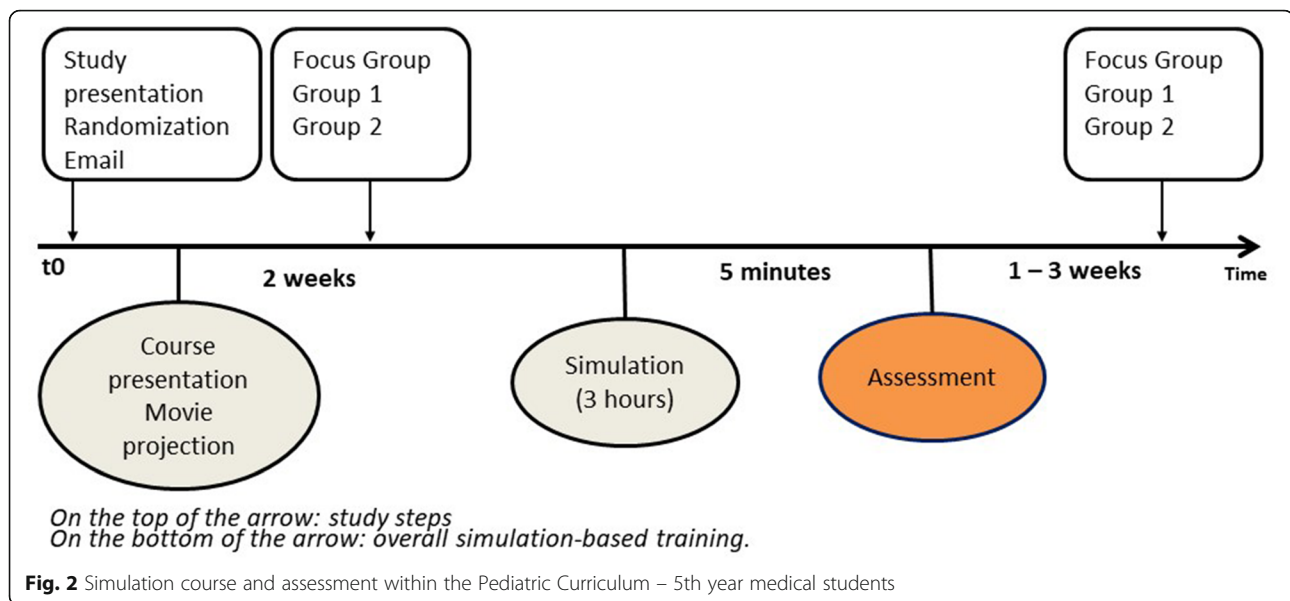 Study
presentation
Randomization
Email
Focus Group
Group 1
Group 2
Focus Group
Group 1
Group 2
t0
2 weeks
5 minutes
1 – 3 weeks
Time
Course
presentation
Movie
projection
Simulation
(3 hours)
Assessment
On the top of the arrow: study steps
On the bottom of the arrow: overall simulation-based training.
Fig. 2 Simulation course and assessment within the Pediatric Curriculum – 5th year medical students